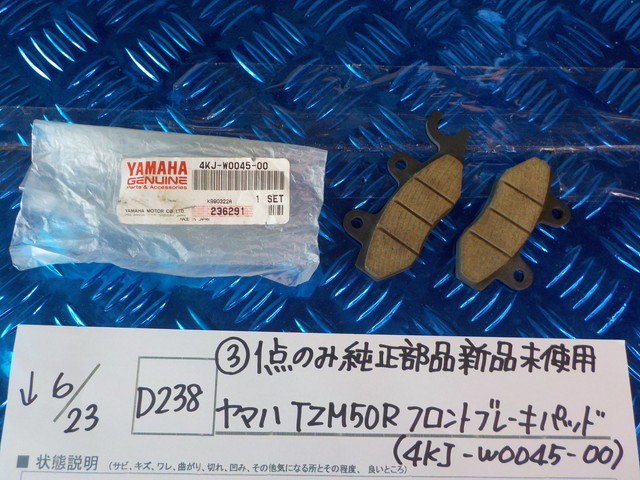 YAMAHA
GENUINE
Parts & Accessories
4KJ-W0045-00
X990322A
1 SET
YAMAHA MOTOR CO., LTD.
236291
MADE IN JAPAN
↓ 6/23
D238
③1点のみ純正部品新品未使用
ヤマハ TZM50R フロントブレーキパッド
(4KJ-W0045-00)
■ 状態説明 (サビ、キズ、ワレ、曲がり、切れ、凹み、その他気になる所とその程度、良いところ)